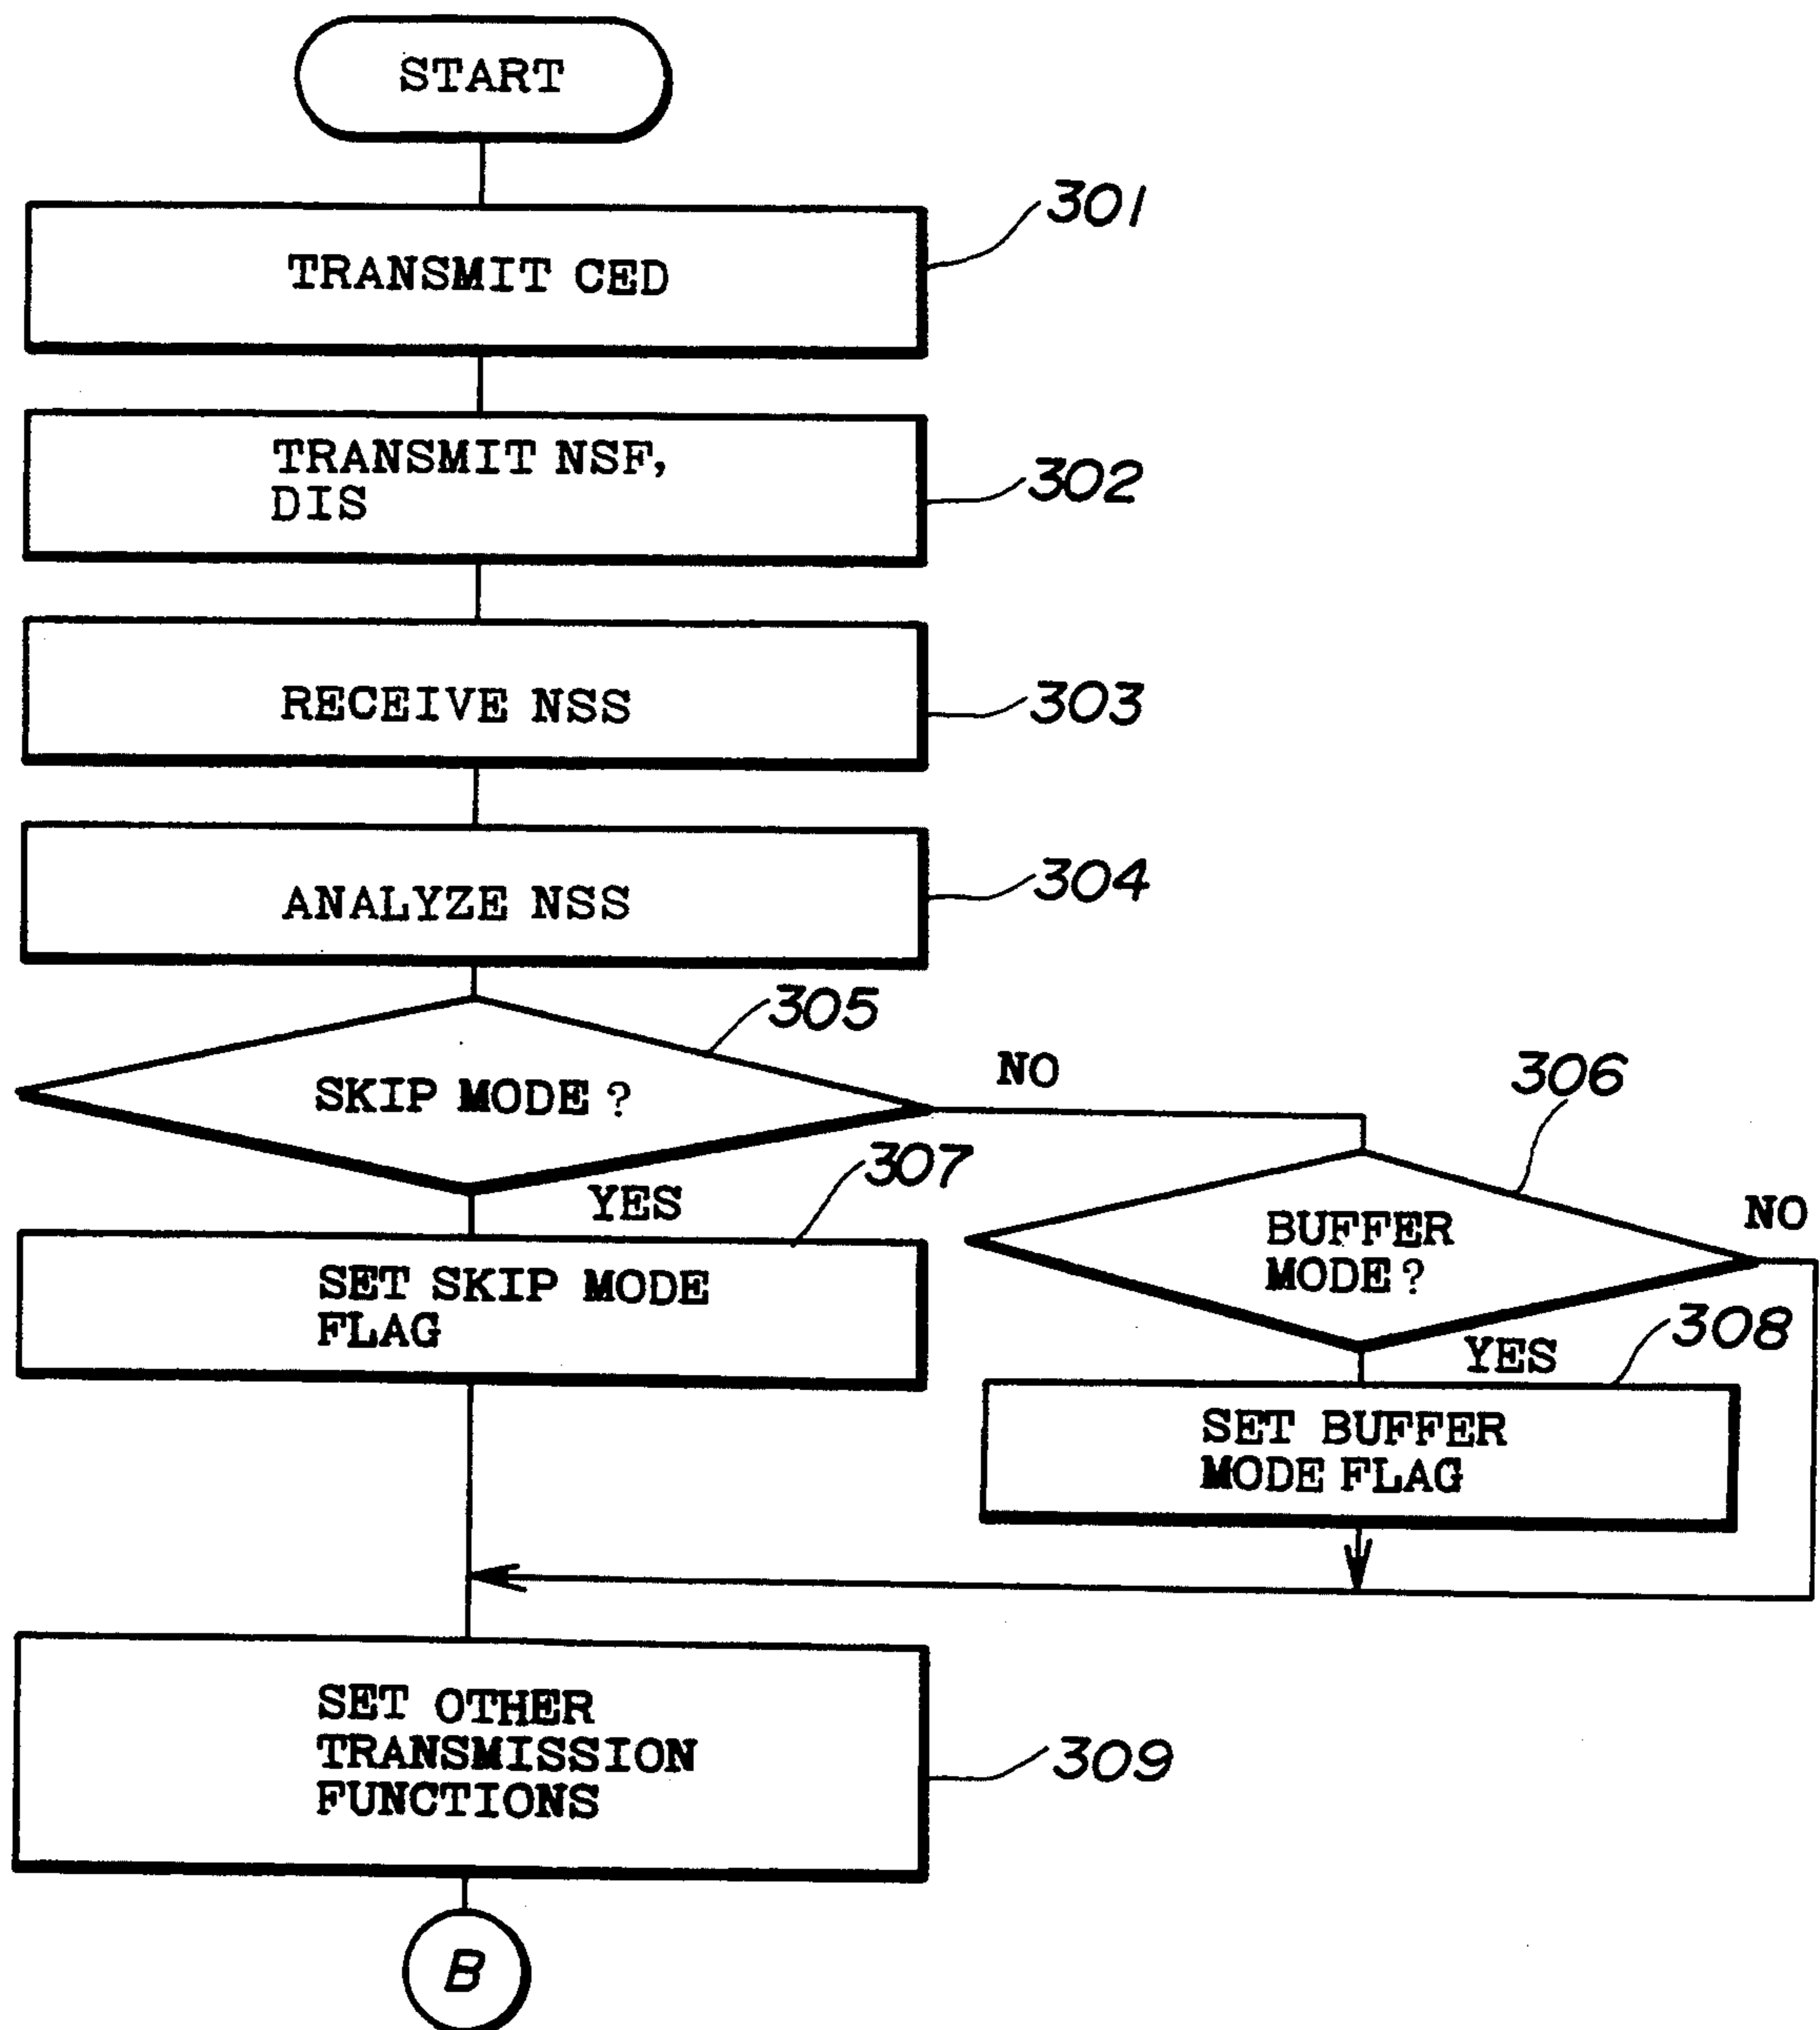 START
301
TRANSMIT CED
TRANSMIT NSF,
DIS
302
RECEIVE NSS
303
ANALYZE NSS
304
305
SKIP MODE ?
NO
306
307
YES
BUFFER
MODE ?
NO
SET SKIP MODE
FLAG
YES
308
SET BUFFER
MODE FLAG
SET OTHER
TRANSMISSION
FUNCTIONS
309
B